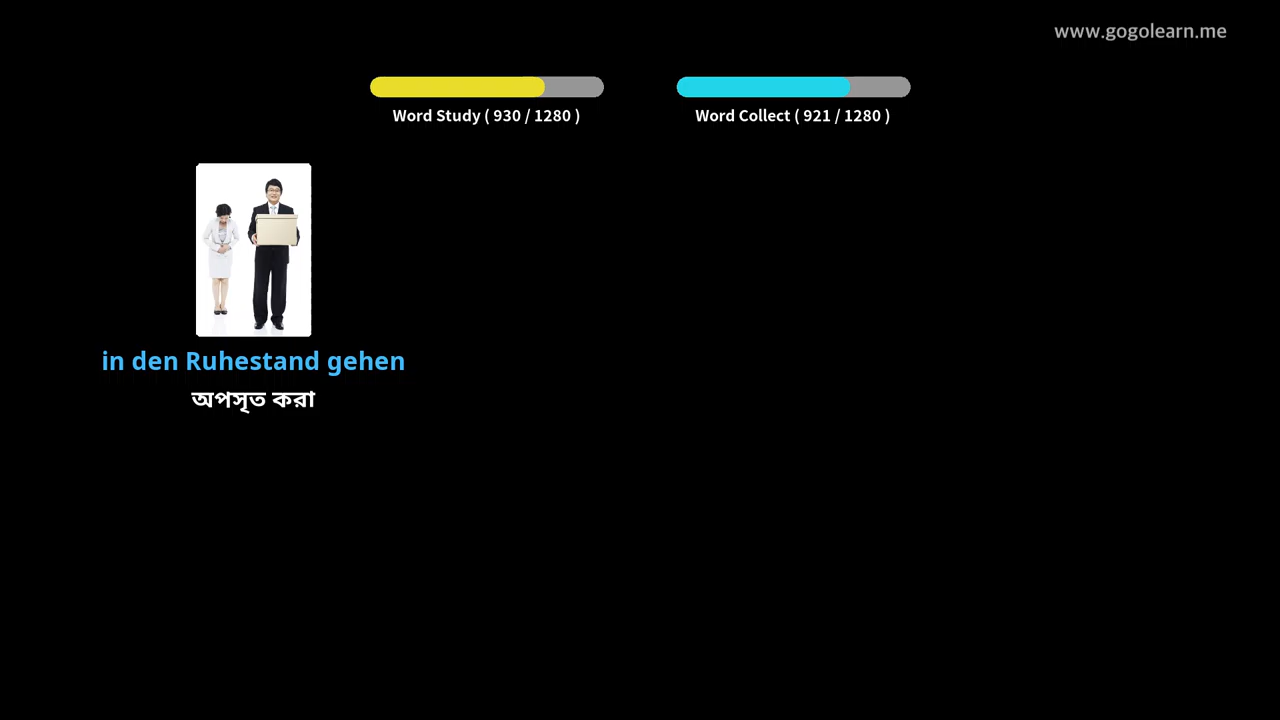 www.gogolearn.me
Word Study ( 930 / 1280 )
Word Collect ( 921 / 1280 )
in den Ruhestand gehen
অপসৃত করা